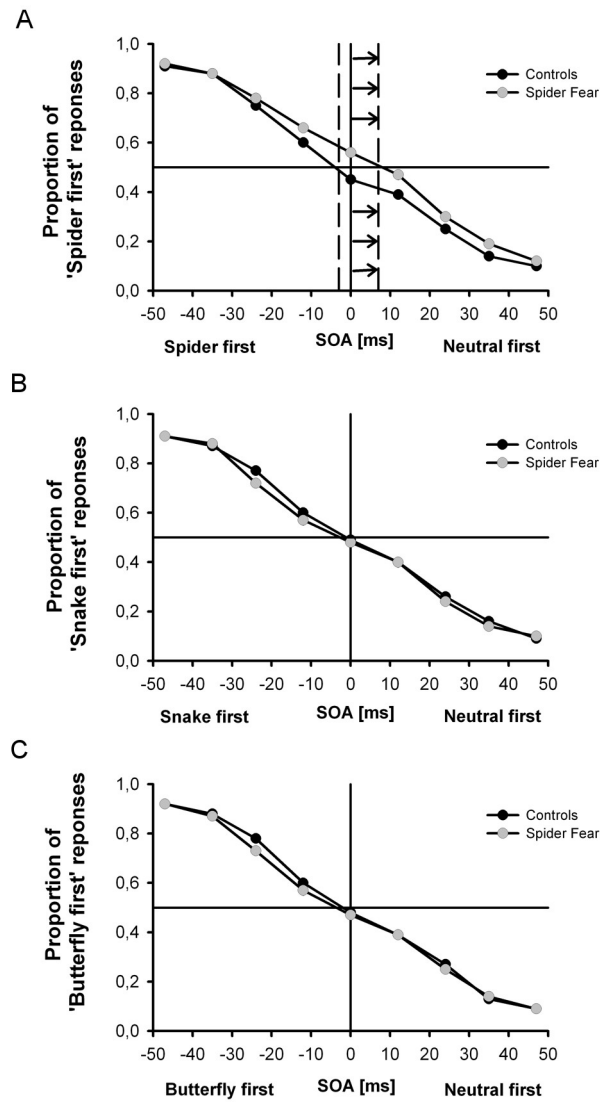 A
Proportion of
'Spider first' reponses
1,0
0,8
0,6
0,4
0,2
0,0
Controls
Spider Fear
-50 -40 -30 -20 -10 0 10 20 30 40 50
Spider first SOA [ms] Neutral first
B
Proportion of
'Snake first' reponses
1,0
0,8
0,6
0,4
0,2
0,0
Controls
Spider Fear
-50 -40 -30 -20 -10 0 10 20 30 40 50
Snake first SOA [ms] Neutral first
C
Proportion of
'Butterfly first' reponses
1,0
0,8
0,6
0,4
0,2
0,0
Controls
Spider Fear
-50 -40 -30 -20 -10 0 10 20 30 40 50
Butterfly first SOA [ms] Neutral first